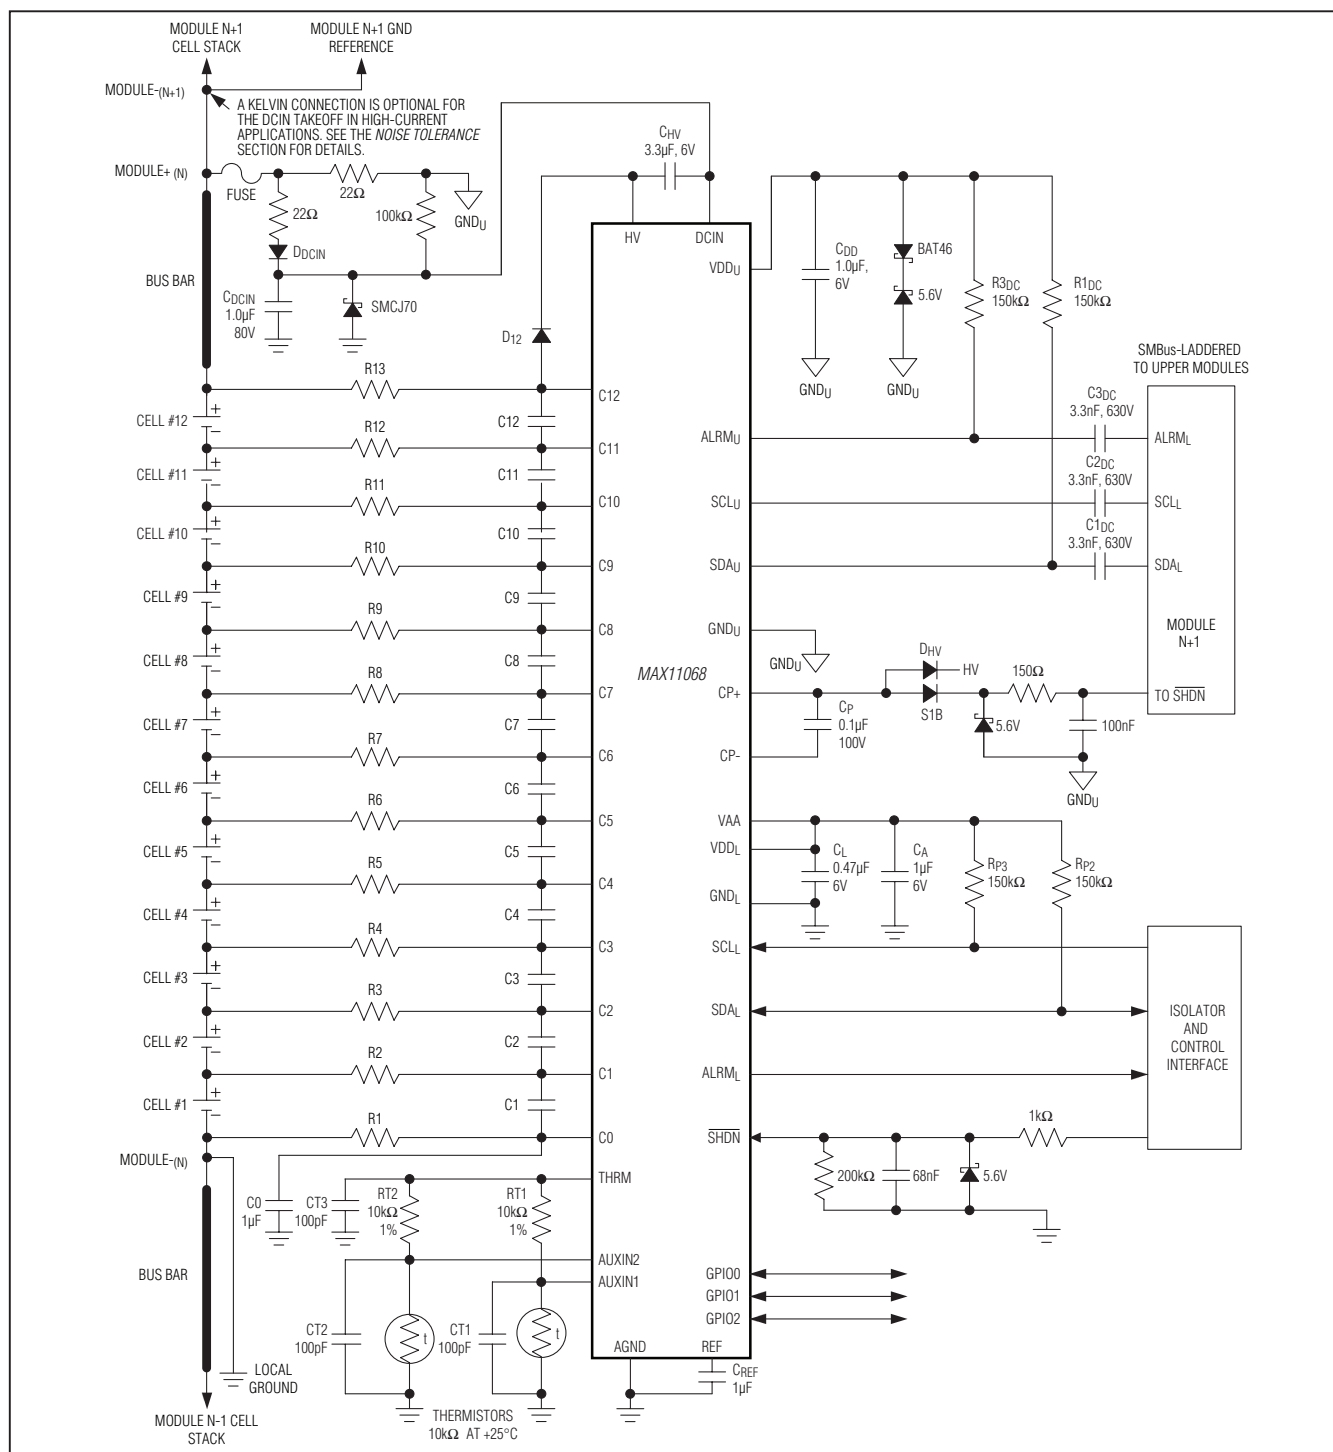 MODULE N+1
CELL STACK
MODULE N+1 GND
REFERENCE
MODULE-(N+1)
A KELVIN CONNECTION IS OPTIONAL FOR
THE DCIN TAKEOFF IN HIGH-CURRENT
APPLICATIONS. SEE THE NOISE TOLERANCE
SECTION FOR DETAILS.
MODULE+ (N)
FUSE
22Ω
22Ω
100kΩ
GNDU
DDCIN
BUS BAR
CDCIN
1.0µF
80V
SMCJ70
CHV
3.3µF, 6V
HV
DCIN
VDDU
CDD
1.0µF,
6V
BAT46
5.6V
R3DC
150kΩ
R1DC
150kΩ
GNDU
GNDU
D12
SMBus-LADDERED
TO UPPER MODULES
R13
C12
CELL #12
C12
C3DC
3.3nF, 630V
R12
C11
ALRMU
ALRML
CELL #11
C11
C2DC
3.3nF, 630V
R11
C10
SCLU
SCLL
CELL #10
C10
C1DC
3.3nF, 630V
R10
C9
SDAU
SDAL
CELL #9
C9
R9
C8
GNDU
GNDU
MODULE
N+1
CELL #8
C8
MAX11068
DHV
HV
150Ω
R8
C7
CP+
S1B
TO SHDN
CELL #7
C7
CP
0.1µF
100V
5.6V
100nF
R7
C6
CP-
GNDU
CELL #6
C6
R6
C5
VAA
CELL #5
C5
VDDL
CL
0.47µF
6V
CA
1µF
6V
RP3
150kΩ
RP2
150kΩ
R5
C4
GNDL
CELL #4
C4
R4
C3
SCLL
CELL #3
C3
R3
C2
SDAL
ISOLATOR
AND
CONTROL
INTERFACE
CELL #2
C2
R2
C1
ALRML
CELL #1
C1
R1
C0
SHDN
1kΩ
MODULE-(N)
200kΩ
68nF
5.6V
THRM
C0
1µF
CT3
100pF
RT2
10kΩ
1%
RT1
10kΩ
1%
AUXIN2
AUXIN1
BUS BAR
GPIO0
GPIO1
GPIO2
CT2
100pF
t
CT1
100pF
t
AGND
REF
CREF
1µF
LOCAL
GROUND
THERMISTORS
10kΩ AT +25°C
MODULE N-1 CELL
STACK